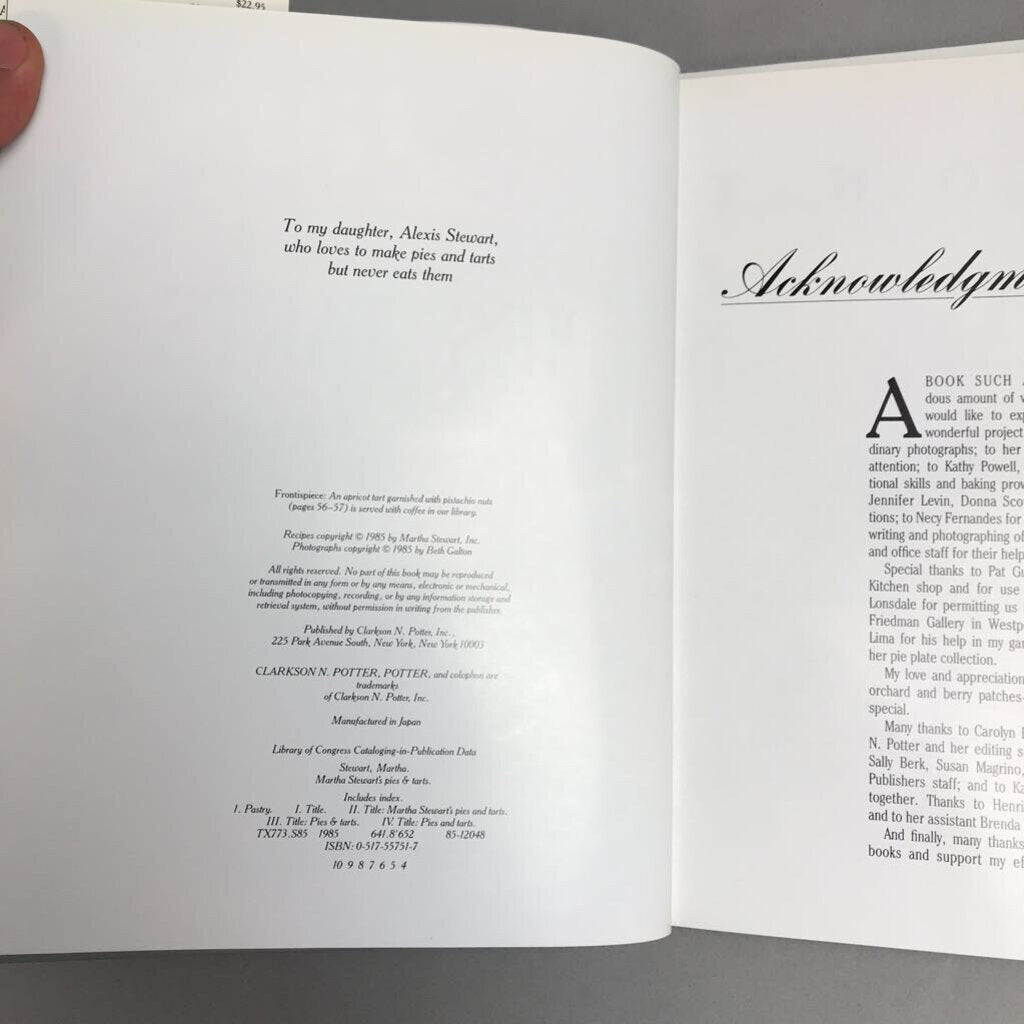 $22.95
To my daughter, Alexis Stewart,
who loves to make pies and tarts
but never eats them
Frontispiece: An apricot tart garnished with pistachio nuts
(pages 56–57) is served with coffee in our library.
Recipes copyright © 1985 by Martha Stewart, Inc.
Photographs copyright © 1985 by Beth Galton
All rights reserved. No part of this book may be reproduced
or transmitted in any form or by any means, electronic or mechanical,
including photocopying, recording, or by any information storage and
retrieval system, without permission in writing from the publisher.
Published by Clarkson N. Potter, Inc.,
225 Park Avenue South, New York, New York 10003
CLARKSON N. POTTER, POTTER, and colophon are
trademarks
of Clarkson N. Potter, Inc.
Manufactured in Japan
Library of Congress Cataloging-in-Publication Data
Stewart, Martha.
Martha Stewart's pies & tarts.
Includes index.
1. Pastry. I. Title. II. Title: Martha Stewart's pies and tarts.
III. Title: Pies & tarts. IV. Title: Pies and tarts.
TX773.S85 1985 641.8'652 85-12048
ISBN: 0-517-55751-7
10 9 8 7 6 5 4
Acknowledgm
A BOOK SUCH
dous amount of
would like to
wonderful project
dinary photographs; to her
attention; to Kathy Powell,
tional skills and baking
Jennifer Levin, Donna
tions; to Necy Fernandes for
writing and photographing of
and office staff for their help
Special thanks to Pat
Kitchen shop and for use
Lonsdale for permitting us
Friedman Gallery in
Lima for his help in my
her pie plate collection.
My love and appreciation
orchard and berry patches-
special.
Many thanks to Carolyn
N. Potter and her editing
Sally Berk, Susan Magrino,
Publishers staff; and to
together. Thanks to
and to her assistant Brenda
And finally, many thanks
books and support my